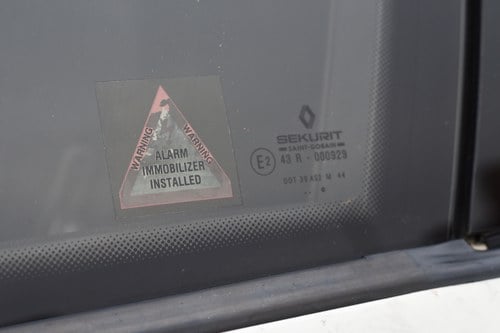 WARNING
WARNING
ALARM
IMMOBILIZER
INSTALLED
SEKURIT
SAINT-GOBAIN
E2 43 R - 000929